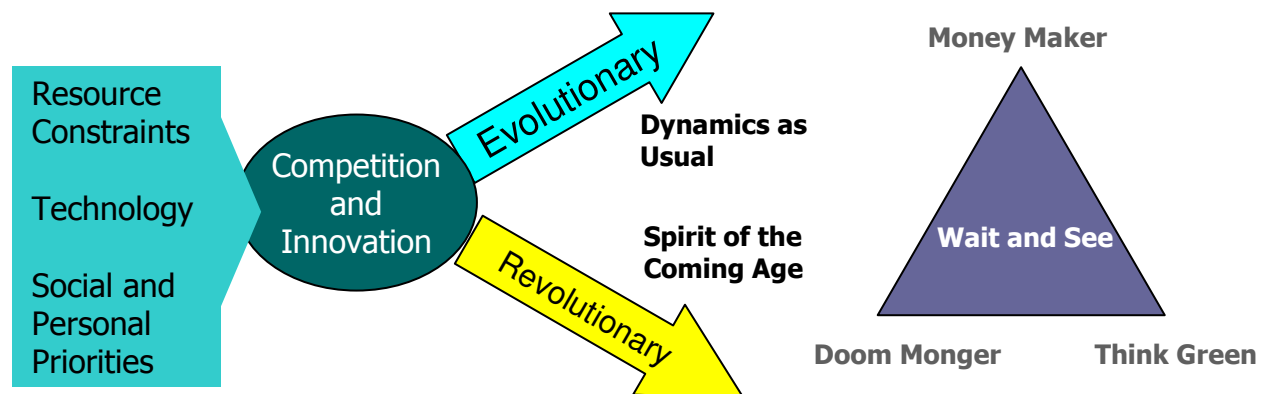 Resource
Constraints
Technology
Social and
Personal
Priorities
Competition
and
Innovation
Evolutionary
Revolutionary
Dynamics as
Usual
Spirit of the
Coming Age
Money Maker
Wait and See
Doom Monger
Think Green